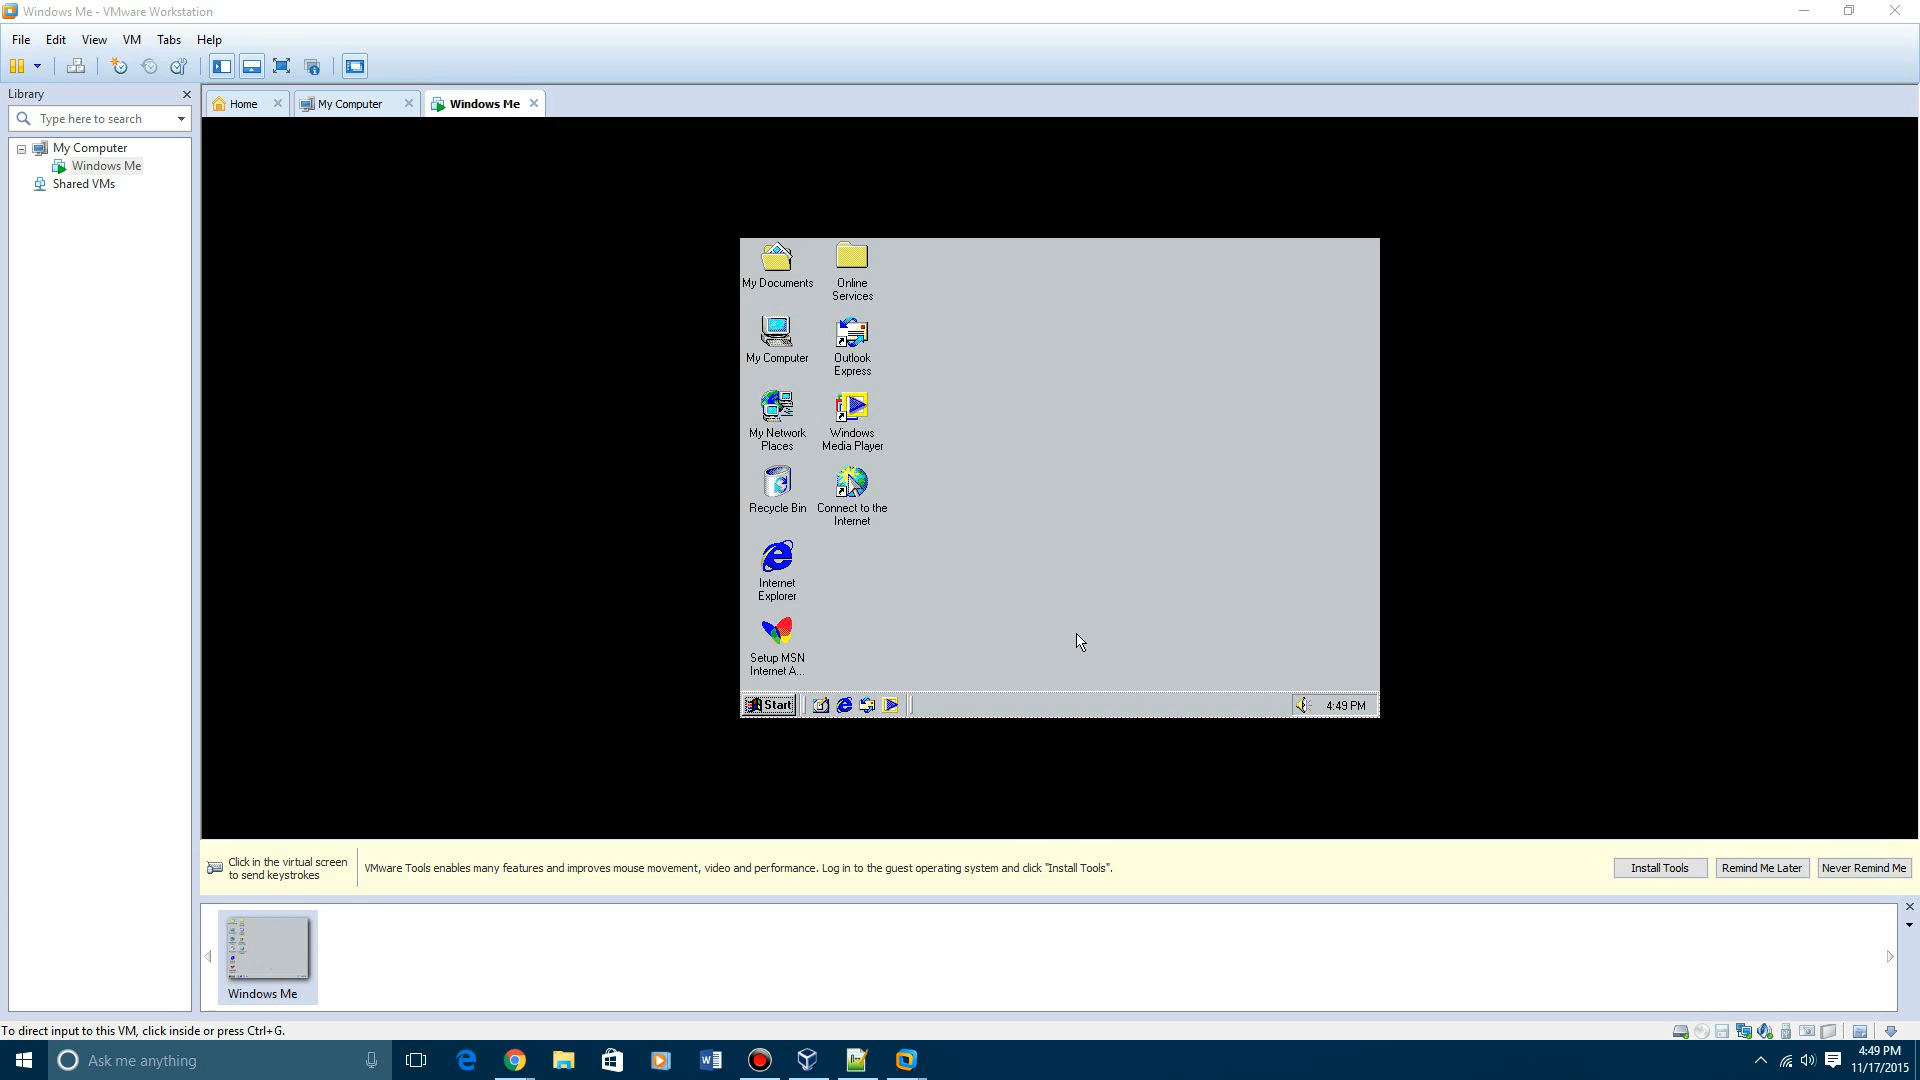 Windows Me - VMware Workstation
File Edit View VM Tabs Help
Library
Type here to search
My Computer
Windows Me
Shared VMs
Home
My Computer
Windows Me
My Documents
Online
Services
My Computer
Outlook
Express
My Network
Places
Windows
Media Player
Recycle Bin
Connect to the
Internet
Internet
Explorer
Setup MSN
Internet A...
Start
4:49 PM
Click in the virtual screen
to send keystrokes
VMware Tools enables many features and improves mouse movement, video and performance. Log in to the guest operating system and click "Install Tools".
Install Tools
Remind Me Later
Never Remind Me
Windows Me
To direct input to this VM, click inside or press Ctrl+G.
Ask me anything
4:49 PM
11/17/2015